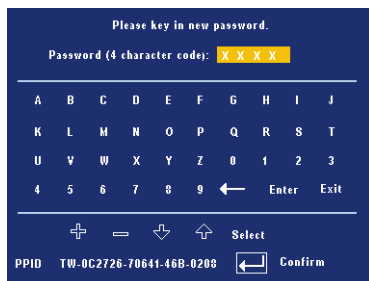 Please key in new password.
Password (4 character code): X X X X
A B C D E F G H I J
K L M N O P Q R S T
U V W X Y Z 0 1 2 3
4 5 6 7 8 9 ← Enter Exit
+ − ⇩ ⇧ Select
PPID TW-0C2726-70641-46B-0208 ↵ Confirm